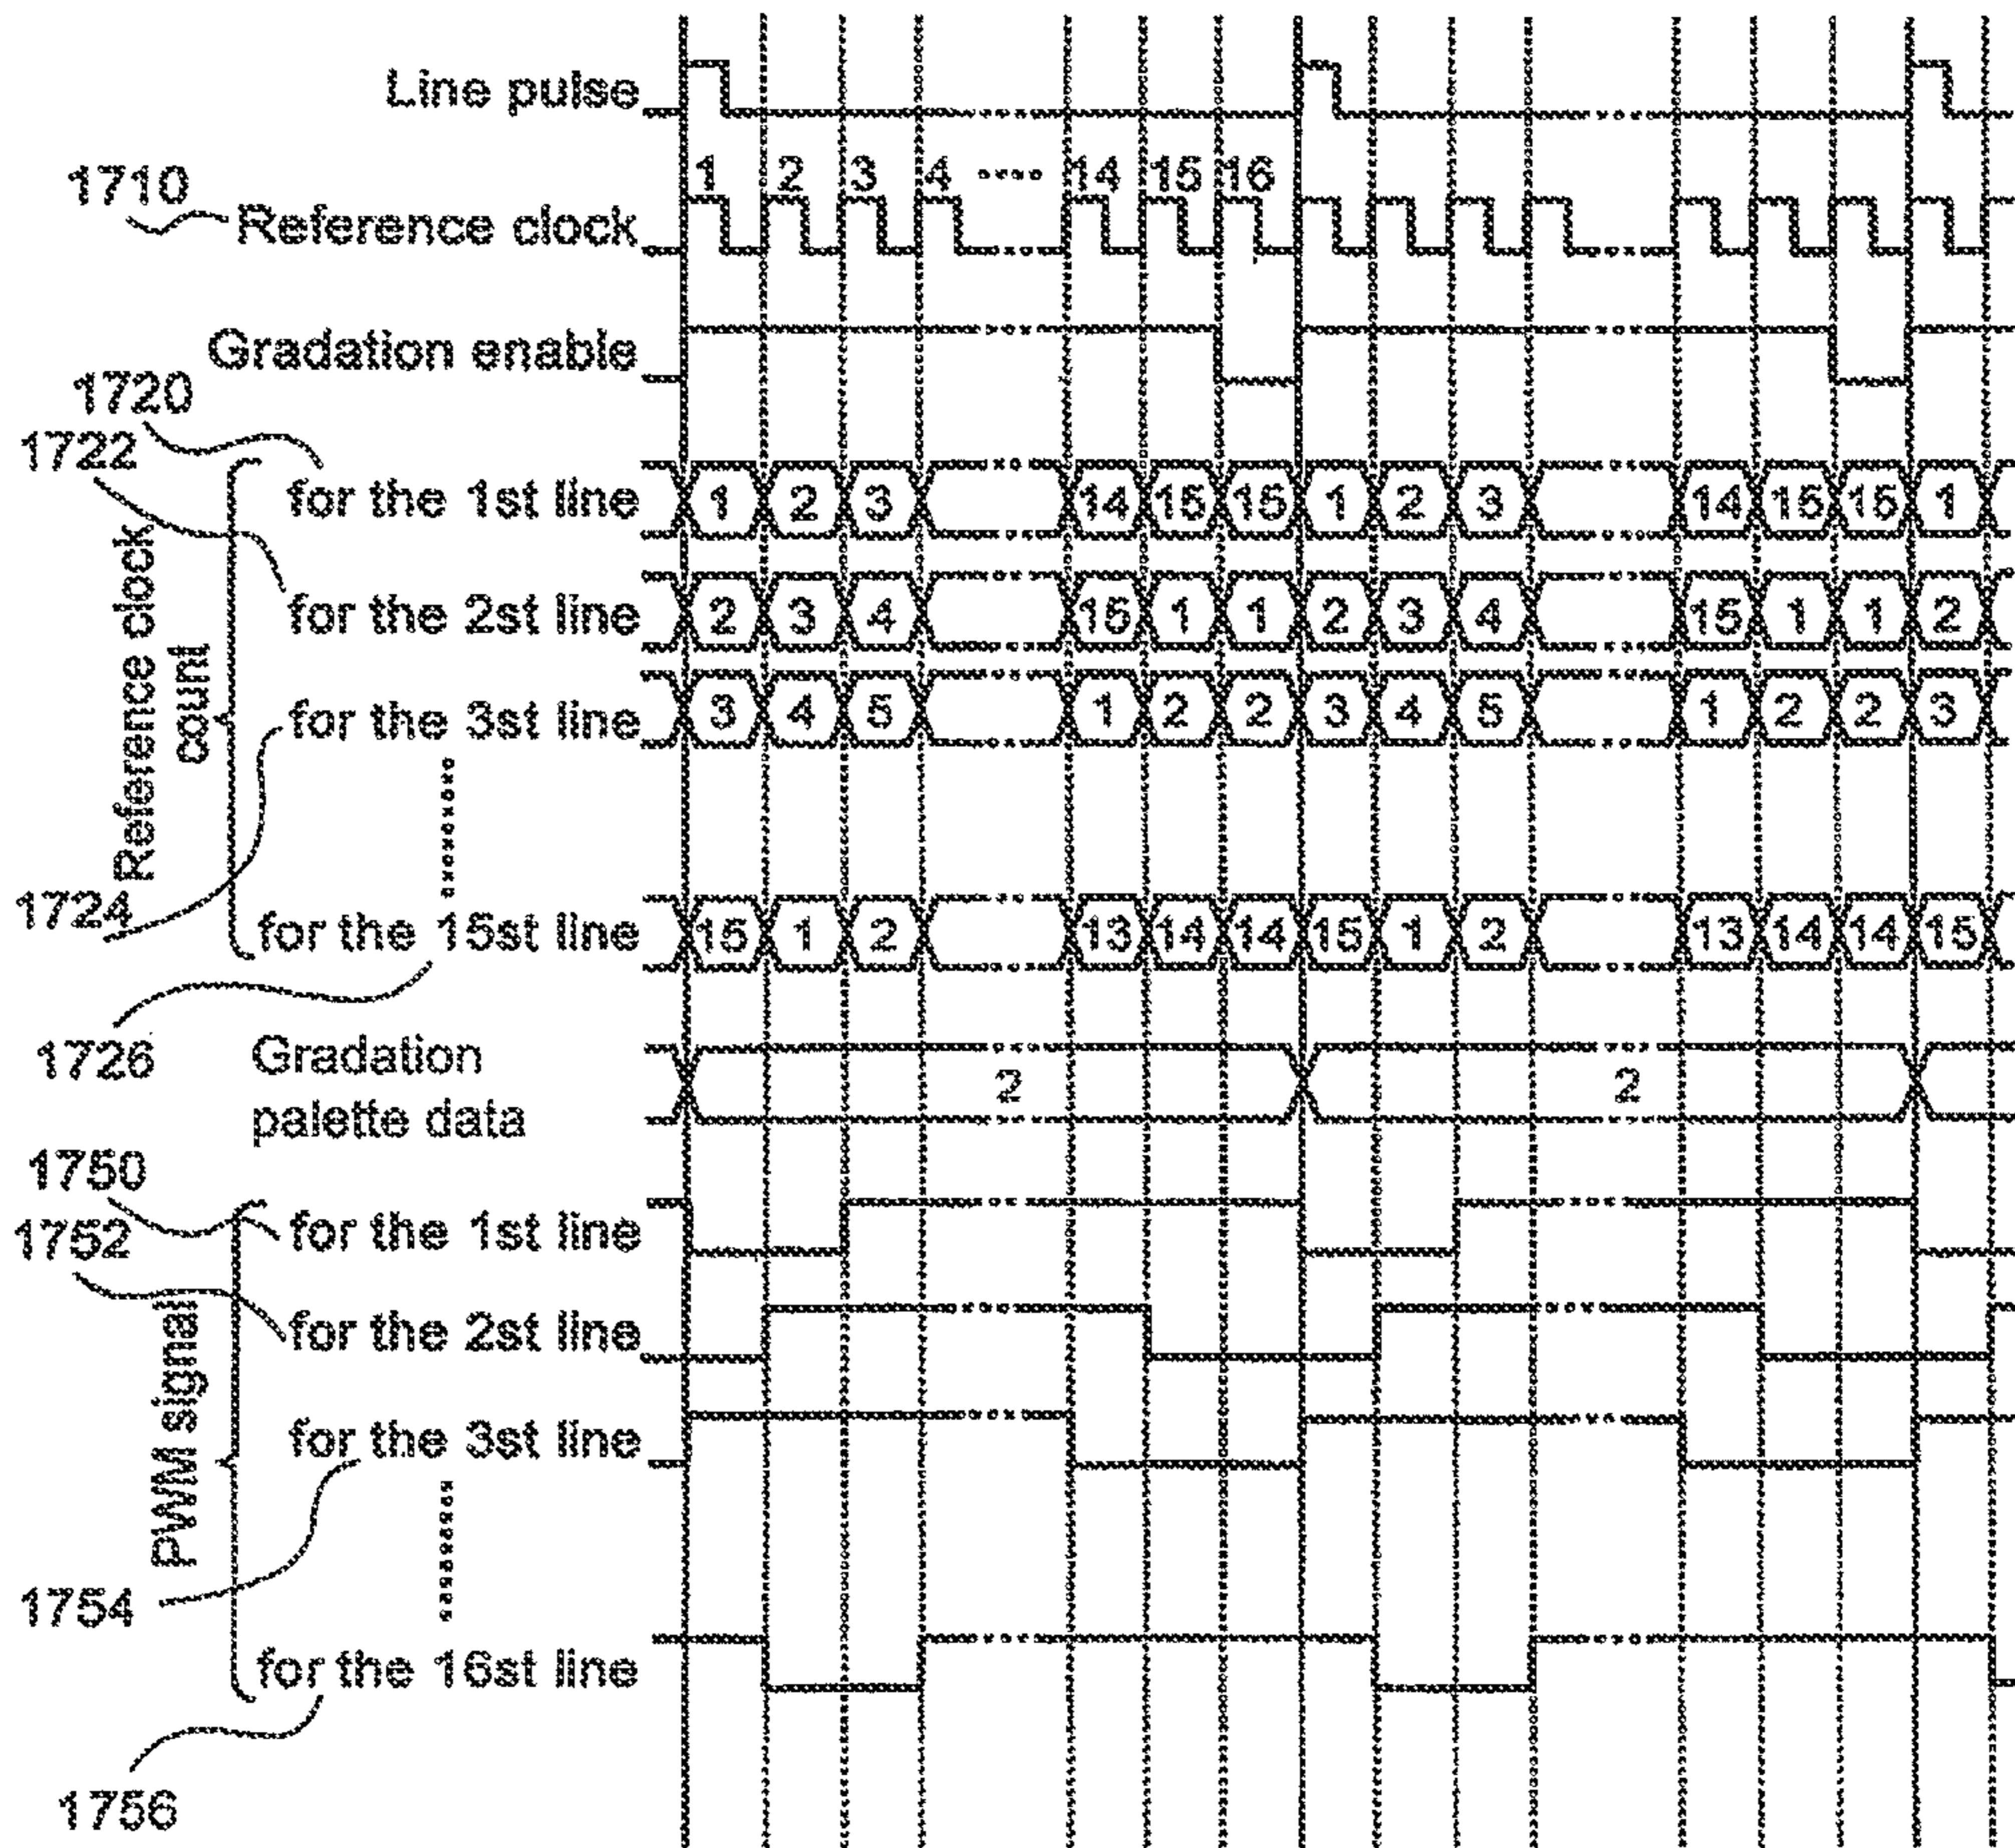 Line pulse
1 2 3 4 14 15 16
1710
Reference clock
Gradation enable
1720
1722
for the 1st line 1 2 3 14 15 15 1 2 3 14 15 15 1
for the 2st line 2 3 4 15 1 1 2 3 4 15 1 1 2
for the 3st line 3 4 5 1 2 2 3 4 5 1 2 2 3
Reference clock
count
1724
for the 15st line 15 1 2 13 14 14 15 1 2 13 14 14 15
1726
Gradation
palette data
2 2
1750
1752
for the 1st line
for the 2st line
for the 3st line
PWM signal
1754
for the 16st line
1756